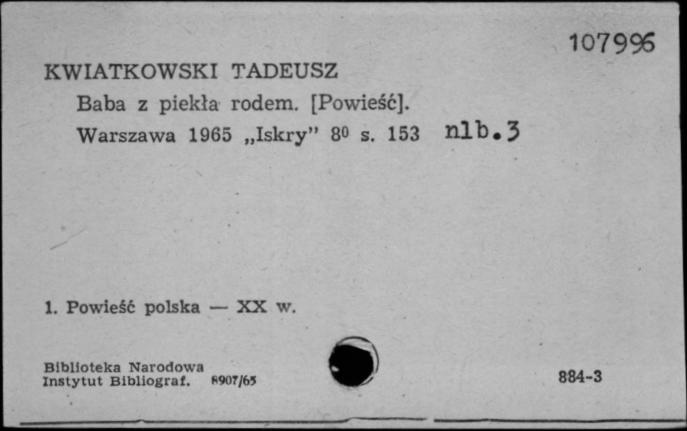 107996
KWIATKOWSKI TADEUSZ
Baba z piekła rodem. [Powieść].
Warszawa 1965 „Iskry” 8⁰ s. 153 nlb.3
1. Powieść polska — XX w.
Biblioteka Narodowa
Instytut Bibliograf. 8907/65
884-3